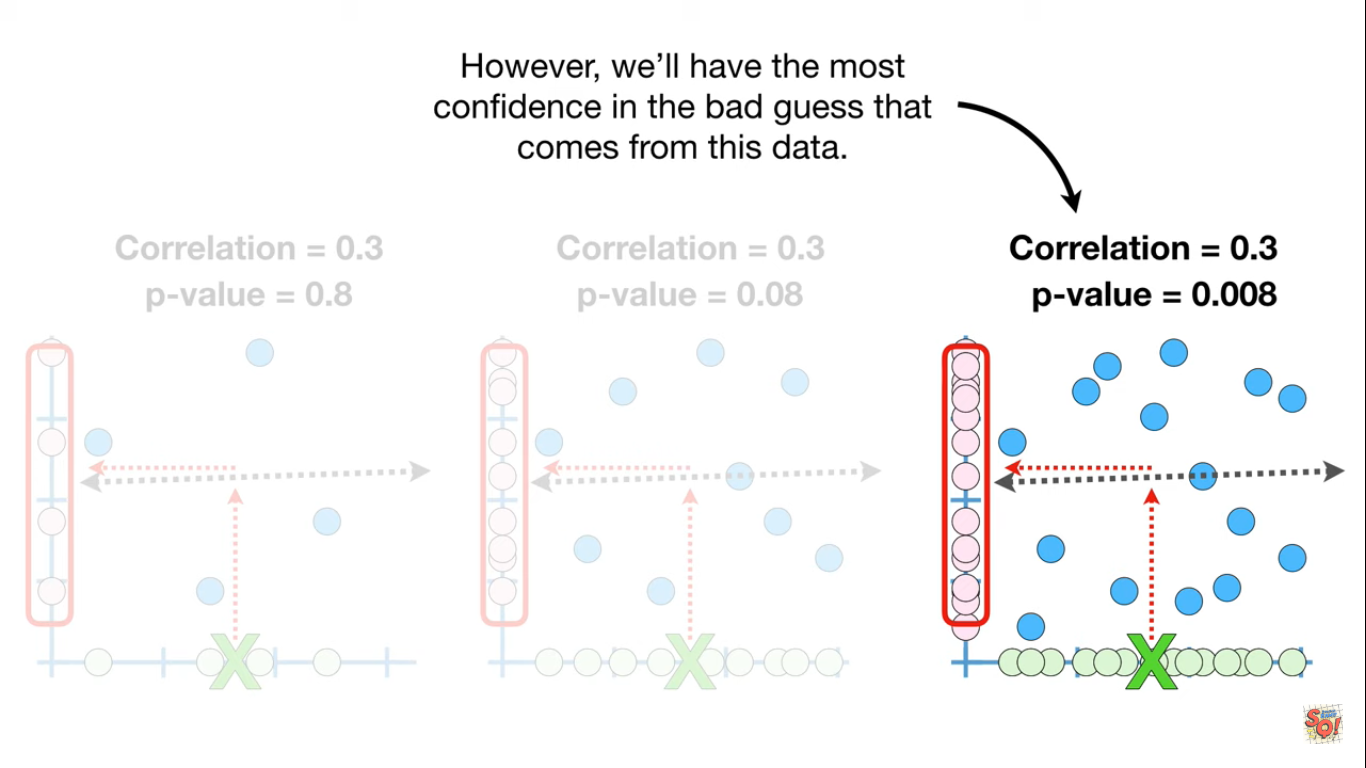 However, we'll have the most
confidence in the bad guess that
comes from this data.
Correlation = 0.3
p-value = 0.8
Correlation = 0.3
p-value = 0.08
Correlation = 0.3
p-value = 0.008
X
X
X
SQ!